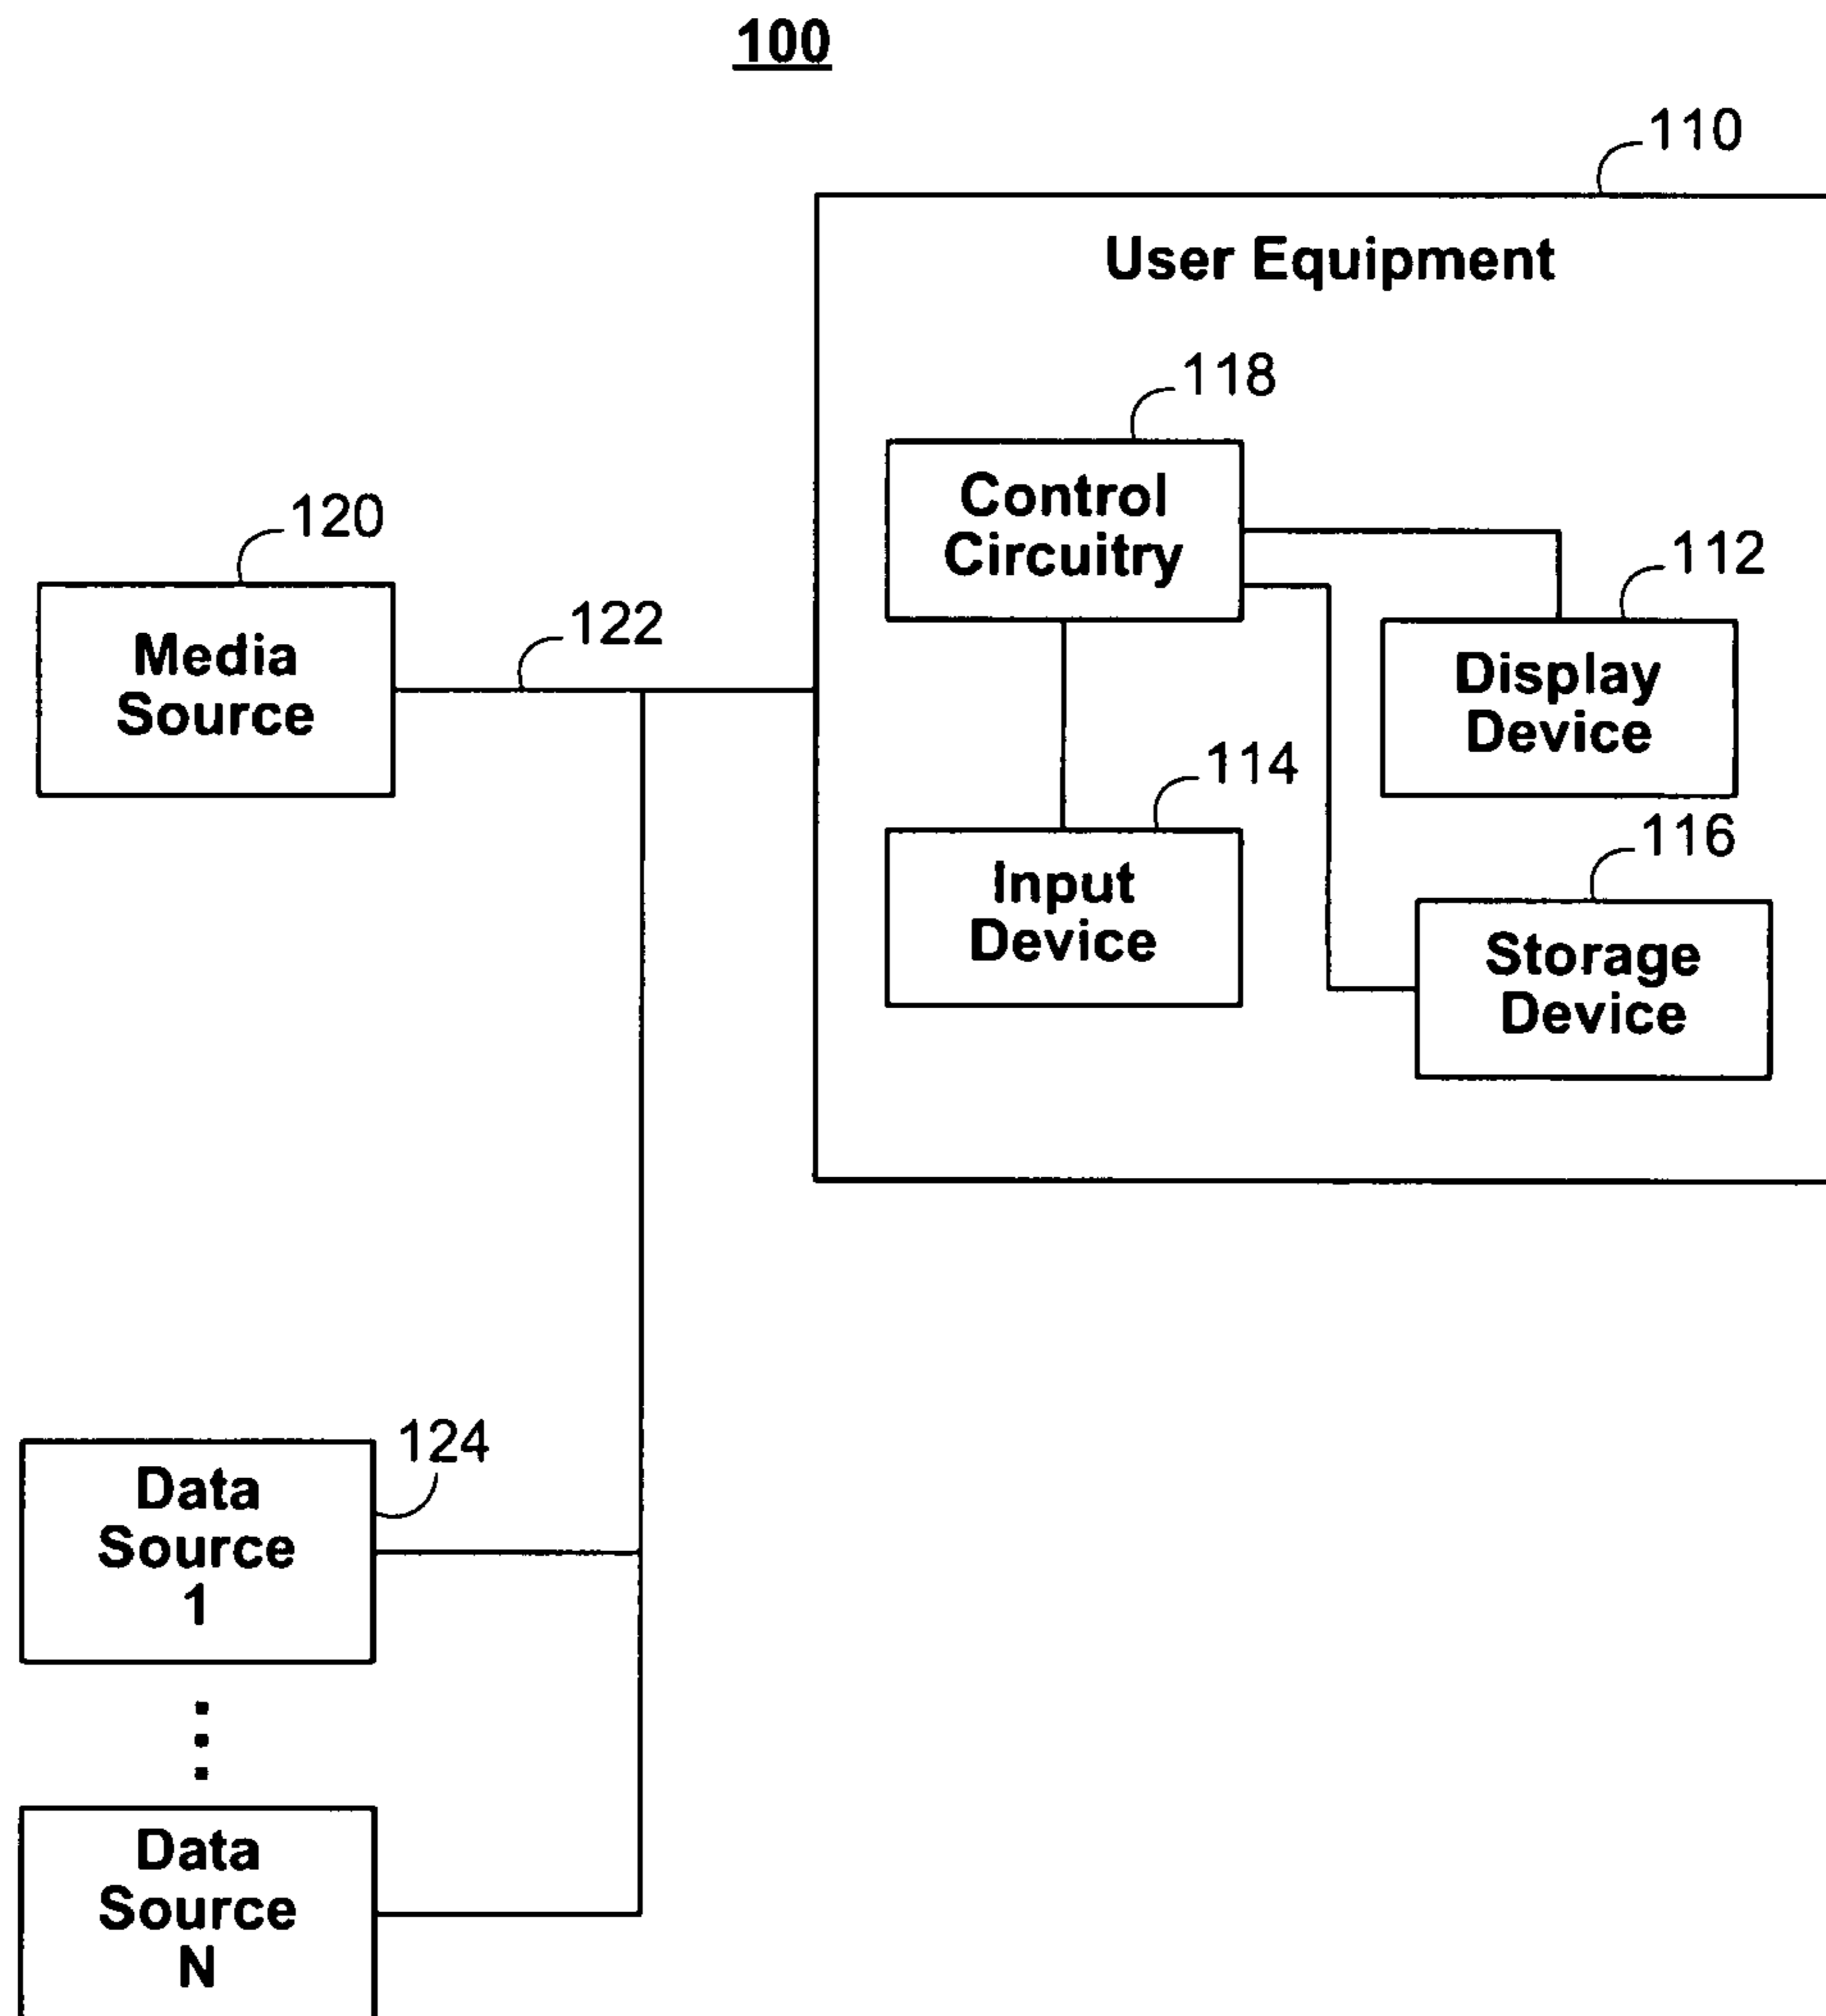 100
110
User Equipment
118
Control
Circuitry
120
112
122
Media
Source
Display
Device
114
116
Input
Device
Storage
Device
124
Data
Source
1
Data
Source
N